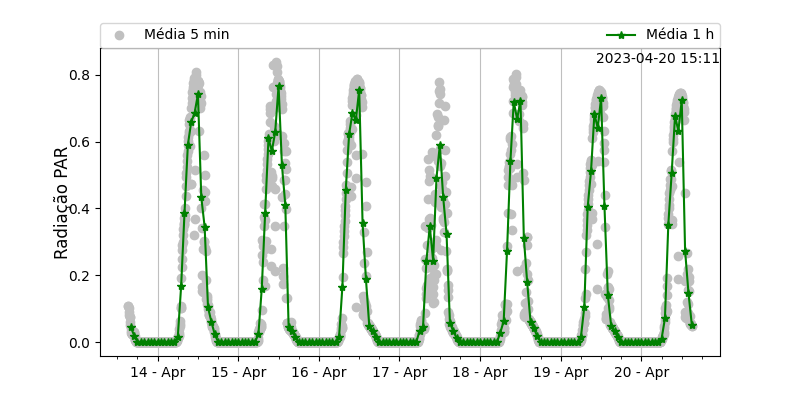 Média 5 min
Média 1 h
2023-04-20 15:11
Radiação PAR
0.8
0.6
0.4
0.2
0.0
14 - Apr
15 - Apr
16 - Apr
17 - Apr
18 - Apr
19 - Apr
20 - Apr